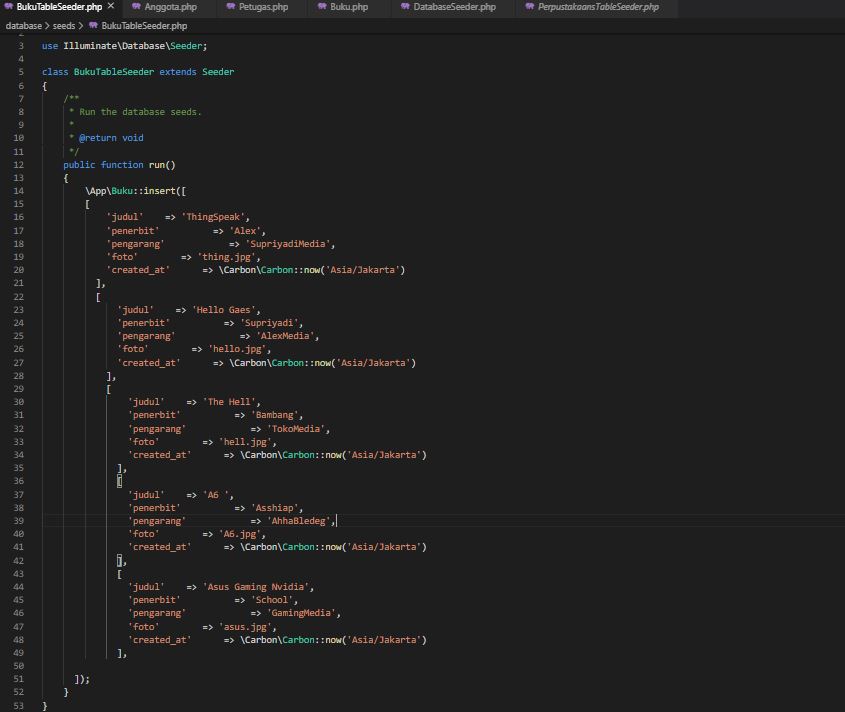 BukuTableSeeder.php × Anggota.php Petugas.php Buku.php DatabaseSeeder.php PerpustakaansTableSeeder.php
database > seeds > BukuTableSeeder.php
2
3 use Illuminate\Database\Seeder;
4
5 class BukuTableSeeder extends Seeder
6 {
7 /**
8 * Run the database seeds.
9 *
10 * @return void
11 */
12 public function run()
13 {
14 \App\Buku::insert([
15 [
16 'judul' => 'ThingSpeak',
17 'penerbit' => 'Alex',
18 'pengarang' => 'SupriyadiMedia',
19 'foto' => 'thing.jpg',
20 'created_at' => \Carbon\Carbon::now('Asia/Jakarta')
21 ],
22 [
23 'judul' => 'Hello Gaes',
24 'penerbit' => 'Supriyadi',
25 'pengarang' => 'AlexMedia',
26 'foto' => 'hello.jpg',
27 'created_at' => \Carbon\Carbon::now('Asia/Jakarta')
28 ],
29 [
30 'judul' => 'The Hell',
31 'penerbit' => 'Bambang',
32 'pengarang' => 'TokoMedia',
33 'foto' => 'hell.jpg',
34 'created_at' => \Carbon\Carbon::now('Asia/Jakarta')
35 ],
36 [
37 'judul' => 'A6 ',
38 'penerbit' => 'Asshiap',
39 'pengarang' => 'AhhaBledeg',
40 'foto' => 'A6.jpg',
41 'created_at' => \Carbon\Carbon::now('Asia/Jakarta')
42 ],
43 [
44 'judul' => 'Asus Gaming Nvidia',
45 'penerbit' => 'School',
46 'pengarang' => 'GamingMedia',
47 'foto' => 'asus.jpg',
48 'created_at' => \Carbon\Carbon::now('Asia/Jakarta')
49 ],
50
51 ]);
52 }
53 }